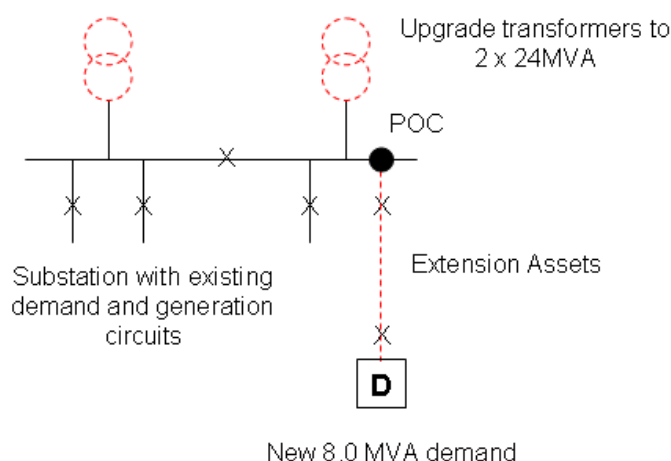 Upgrade transformers to
2 x 24MVA
POC
Extension Assets
Substation with existing
demand and generation
circuits
D
New 8.0 MVA demand